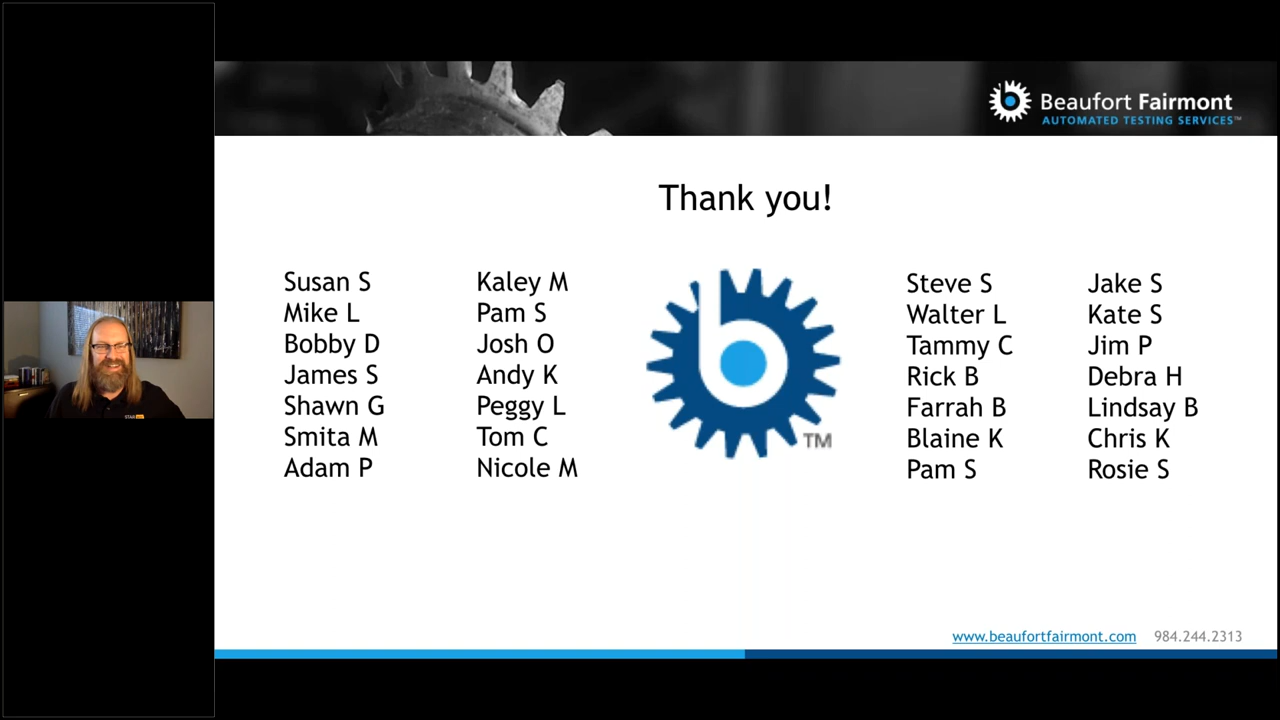 Beaufort Fairmont
AUTOMATED TESTING SERVICES™
Thank you!
Susan S
Mike L
Bobby D
James S
Shawn G
Smita M
Adam P
Kaley M
Pam S
Josh O
Andy K
Peggy L
Tom C
Nicole M
b
TM
Steve S
Walter L
Tammy C
Rick B
Farrah B
Blaine K
Pam S
Jake S
Kate S
Jim P
Debra H
Lindsay B
Chris K
Rosie S
www.beaufortfairmont.com 984.244.2313